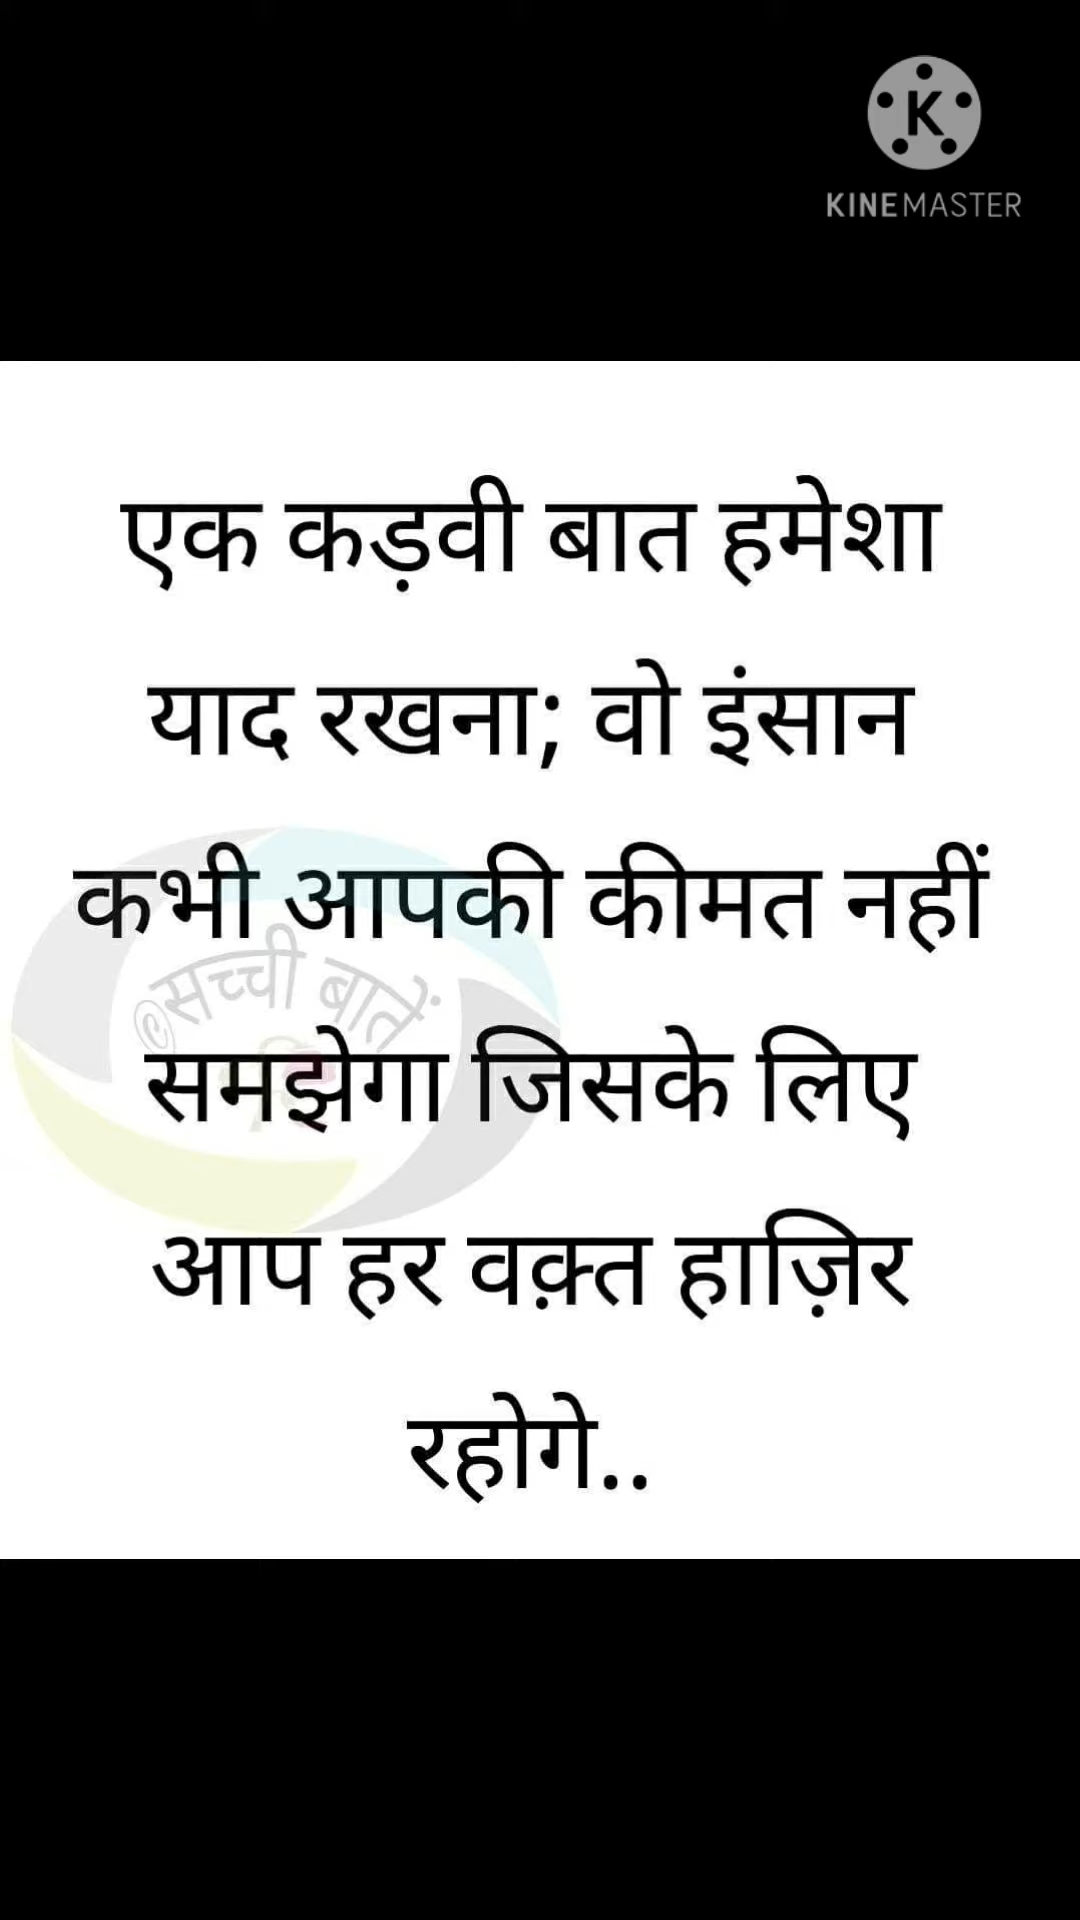 K
KINEMASTER
एक कड़वी बात हमेशा
याद रखना; वो इंसान
कभी आपकी कीमत नहीं
©सच्ची बातें
समझेगा जिसके लिए
आप हर वक़्त हाज़िर
रहोगे..